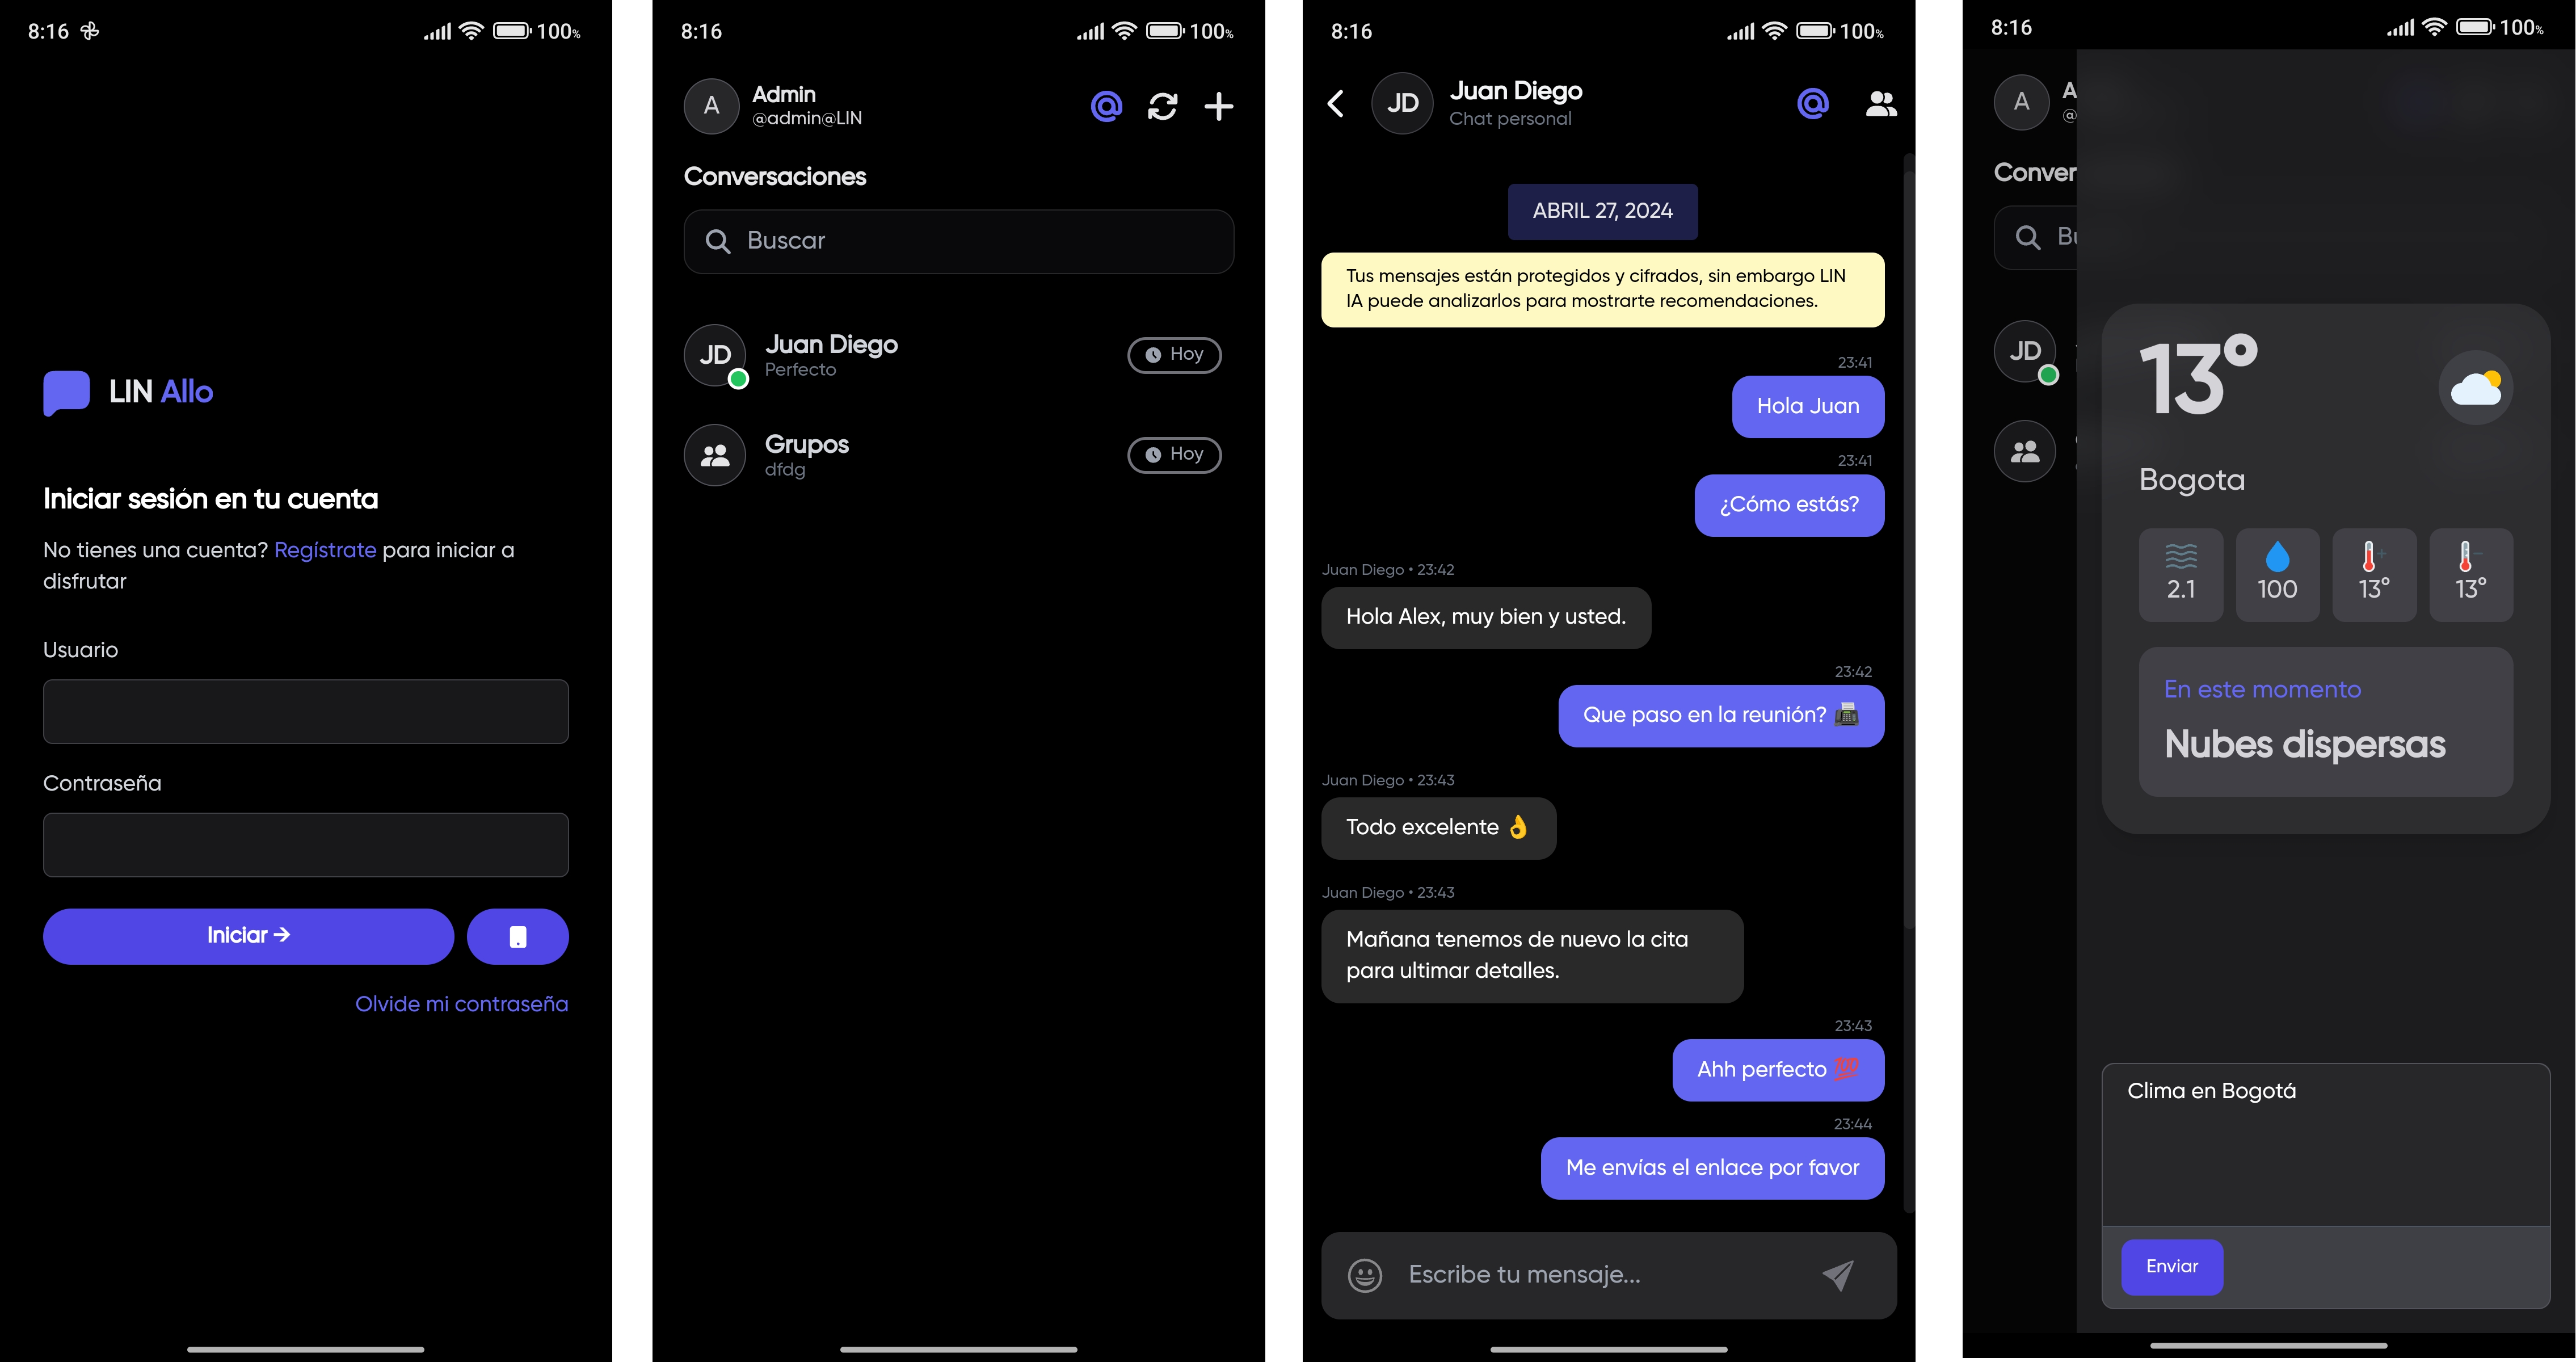 8:16
100%
LIN Allo
Iniciar sesión en tu cuenta
No tienes una cuenta? Regístrate para iniciar a
disfrutar
Usuario
Contraseña
Iniciar →
Olvide mi contraseña
8:16
100%
A
Admin
@admin@LIN
Conversaciones
Buscar
JD
Juan Diego
Perfecto
Hoy
Grupos
dfdg
Hoy
8:16
100%
JD
Juan Diego
Chat personal
ABRIL 27, 2024
Tus mensajes están protegidos y cifrados, sin embargo LIN
IA puede analizarlos para mostrarte recomendaciones.
23:41
Hola Juan
23:41
¿Cómo estás?
Juan Diego • 23:42
Hola Alex, muy bien y usted.
23:42
Que paso en la reunión? 📠
Juan Diego • 23:43
Todo excelente 👌
Juan Diego • 23:43
Mañana tenemos de nuevo la cita
para ultimar detalles.
23:43
Ahh perfecto 💯
23:44
Me envías el enlace por favor
Escribe tu mensaje...
8:16
100%
A
A
@
Conver
Bu
JD
13°
Bogota
2.1
100
13°
13°
En este momento
Nubes dispersas
Clima en Bogotá
Enviar